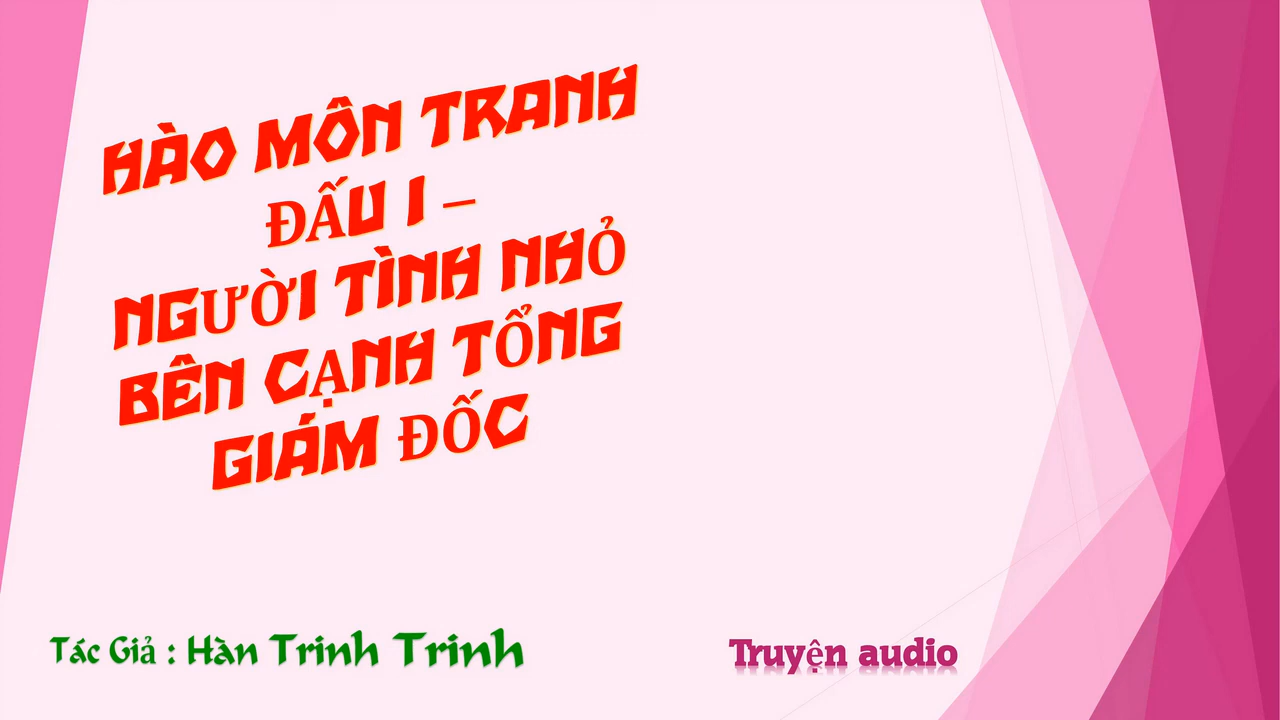 HÀO MÔN TRANH
ĐẤU I –
NGƯỜI TÌNH NHỎ
BÊN CẠNH TỔNG
GIÁM ĐỐC
Tác Giả : Hàn Trinh Trinh
Truyện audio